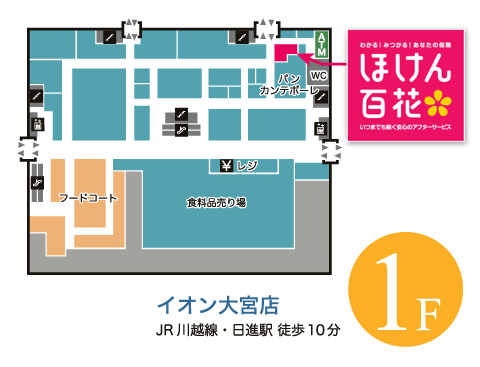 ATM
わかる!みつかる!あなたの保険
ほけん
百花
いつまでも続く安心のアフターサービス
パン
カンテボーレ
WC
¥ レジ
フードコート
食料品売り場
イオン大宮店
JR川越線・日進駅 徒歩10分
1F